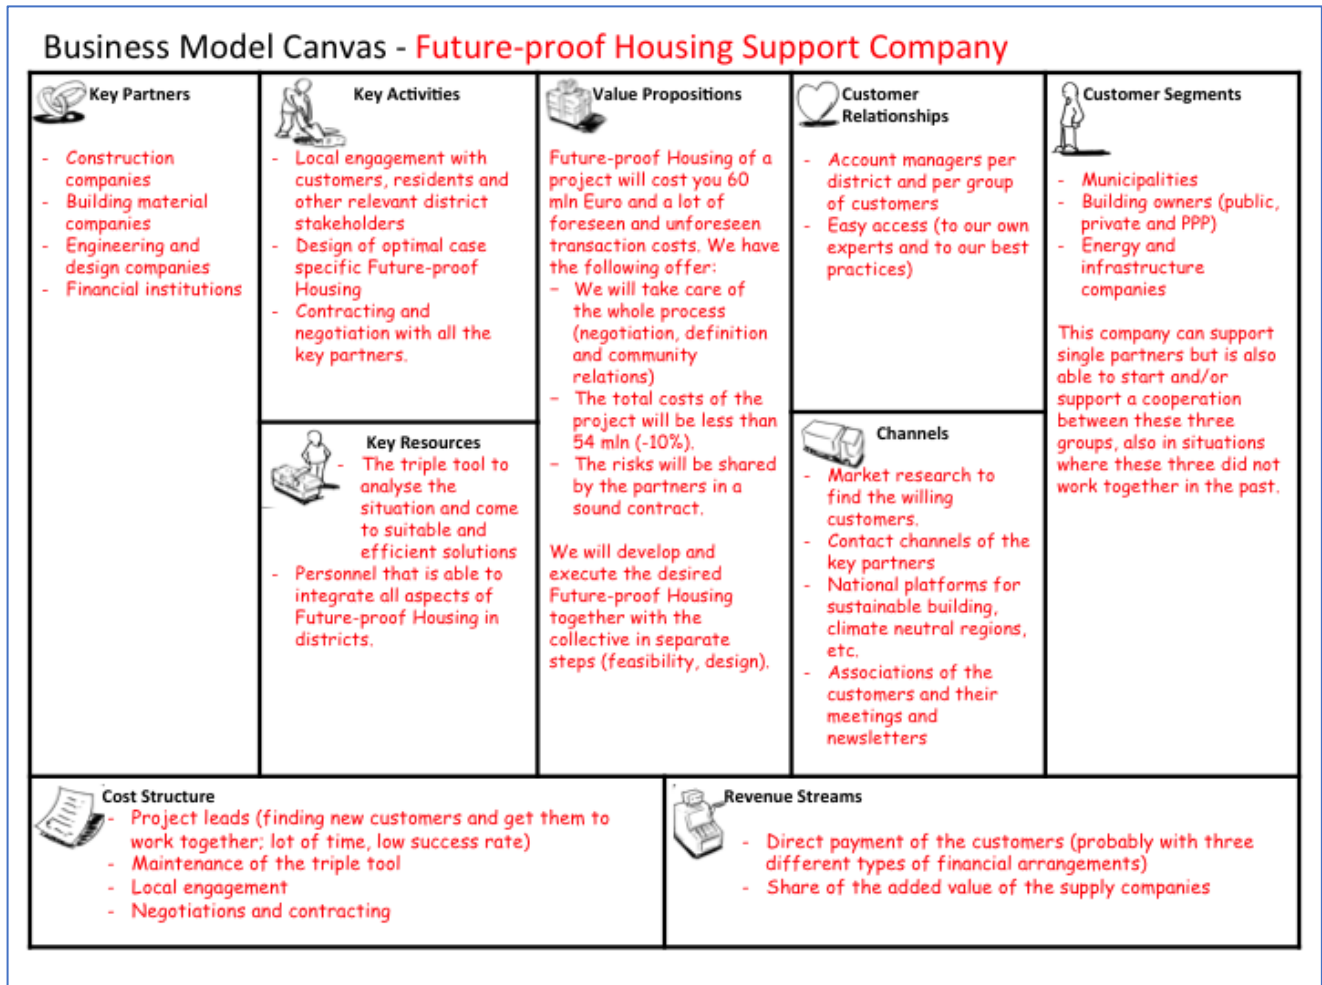 Business Model Canvas - Future-proof Housing Support Company
Key Partners
- Construction
companies
- Building material
companies
- Engineering and
design companies
- Financial institutions
Key Activities
- Local engagement with
customers, residents and
other relevant district
stakeholders
- Design of optimal case
specific Future-proof
Housing
- Contracting and
negotiation with all the
key partners.
Key Resources
- The triple tool to
analyse the
situation and come
to suitable and
efficient solutions
- Personnel that is able to
integrate all aspects of
Future-proof Housing in
districts.
Value Propositions
Future-proof Housing of a
project will cost you 60
mln Euro and a lot of
foreseen and unforeseen
transaction costs. We have
the following offer:
– We will take care of
the whole process
(negotiation, definition
and community
relations)
– The total costs of the
project will be less than
54 mln (-10%).
– The risks will be shared
by the partners in a
sound contract.
We will develop and
execute the desired
Future-proof Housing
together with the
collective in separate
steps (feasibility, design).
Customer
Relationships
- Account managers per
district and per group
of customers
- Easy access (to our own
experts and to our best
practices)
Channels
- Market research to
find the willing
customers.
- Contact channels of the
key partners
- National platforms for
sustainable building,
climate neutral regions,
etc.
- Associations of the
customers and their
meetings and
newsletters
Customer Segments
- Municipalities
- Building owners (public,
private and PPP)
- Energy and
infrastructure
companies
This company can support
single partners but is also
able to start and/or
support a cooperation
between these three
groups, also in situations
where these three did not
work together in the past.
Cost Structure
- Project leads (finding new customers and get them to
work together; lot of time, low success rate)
- Maintenance of the triple tool
- Local engagement
- Negotiations and contracting
Revenue Streams
- Direct payment of the customers (probably with three
different types of financial arrangements)
- Share of the added value of the supply companies